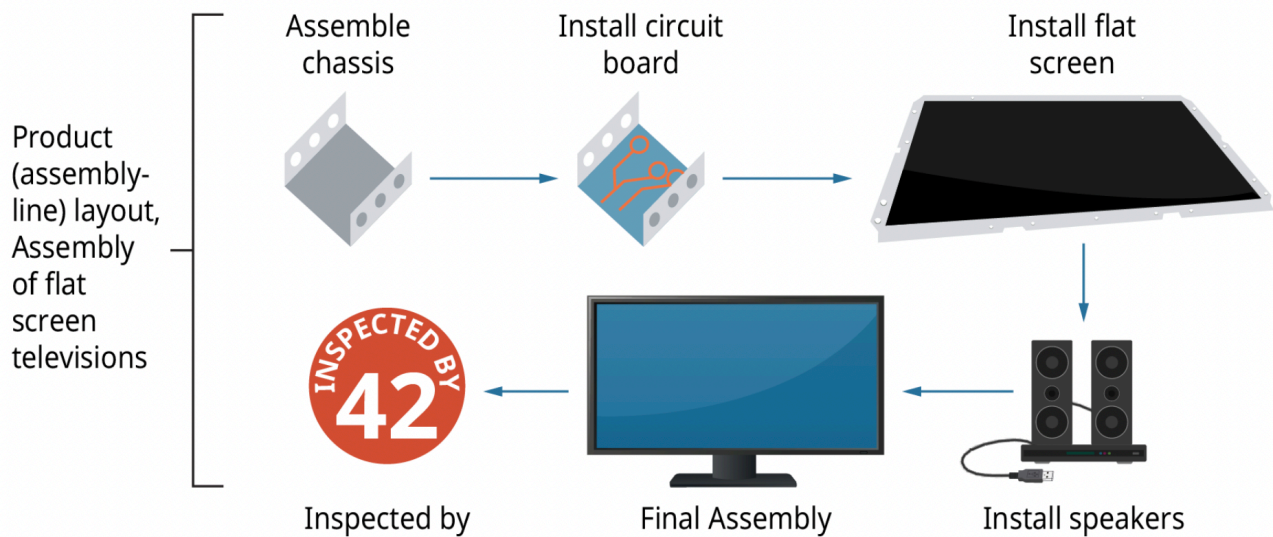 Product
(assembly-
line) layout,
Assembly
of flat
screen
televisions
Assemble
chassis
Install circuit
board
Install flat
screen
Install speakers
Final Assembly
INSPECTED BY
42
Inspected by